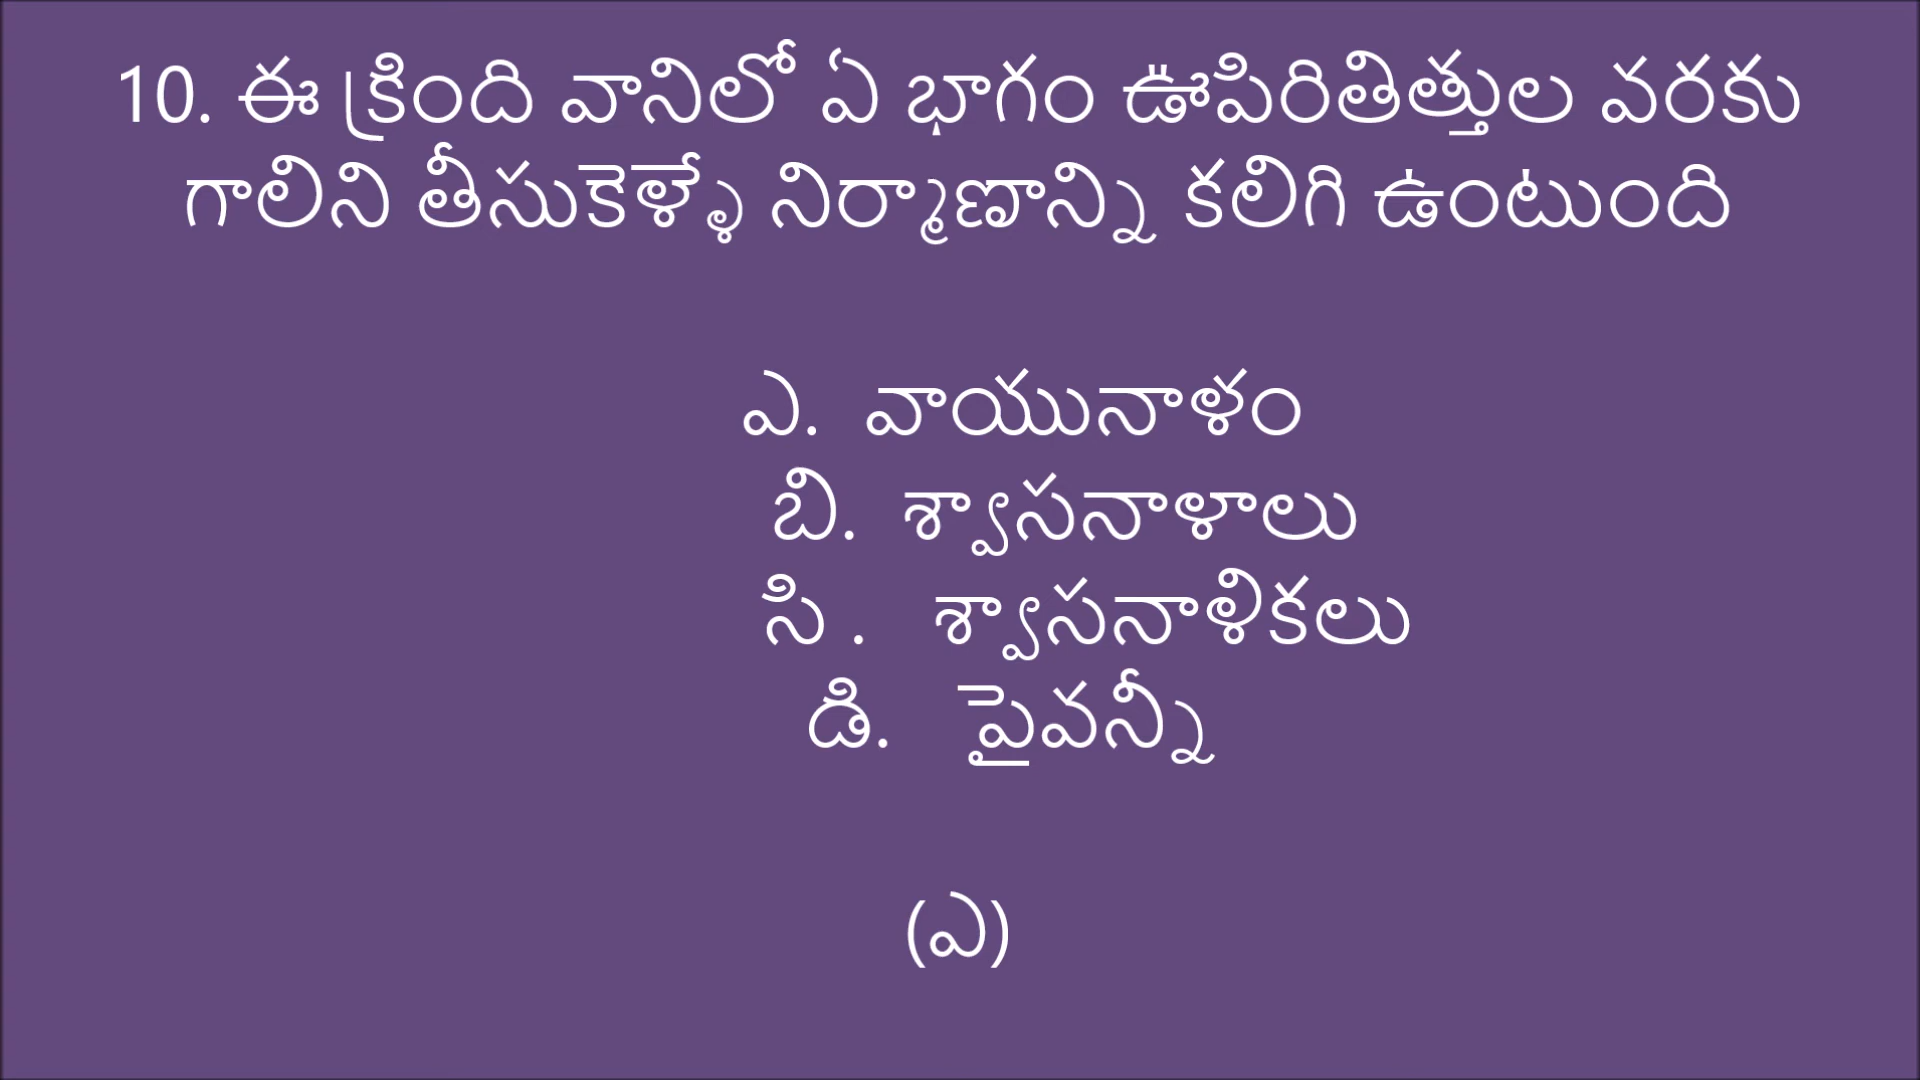 10. ఈ క్రింది వానిలో ఏ భాగం ఊపిరితిత్తుల వరకు
గాలిని తీసుకెళ్ళే నిర్మాణాన్ని కలిగి ఉంటుంది
ఎ. వాయునాళం
బి. శ్వాసనాళాలు
సి . శ్వాసనాళికలు
డి. పైవన్నీ
(ఎ)